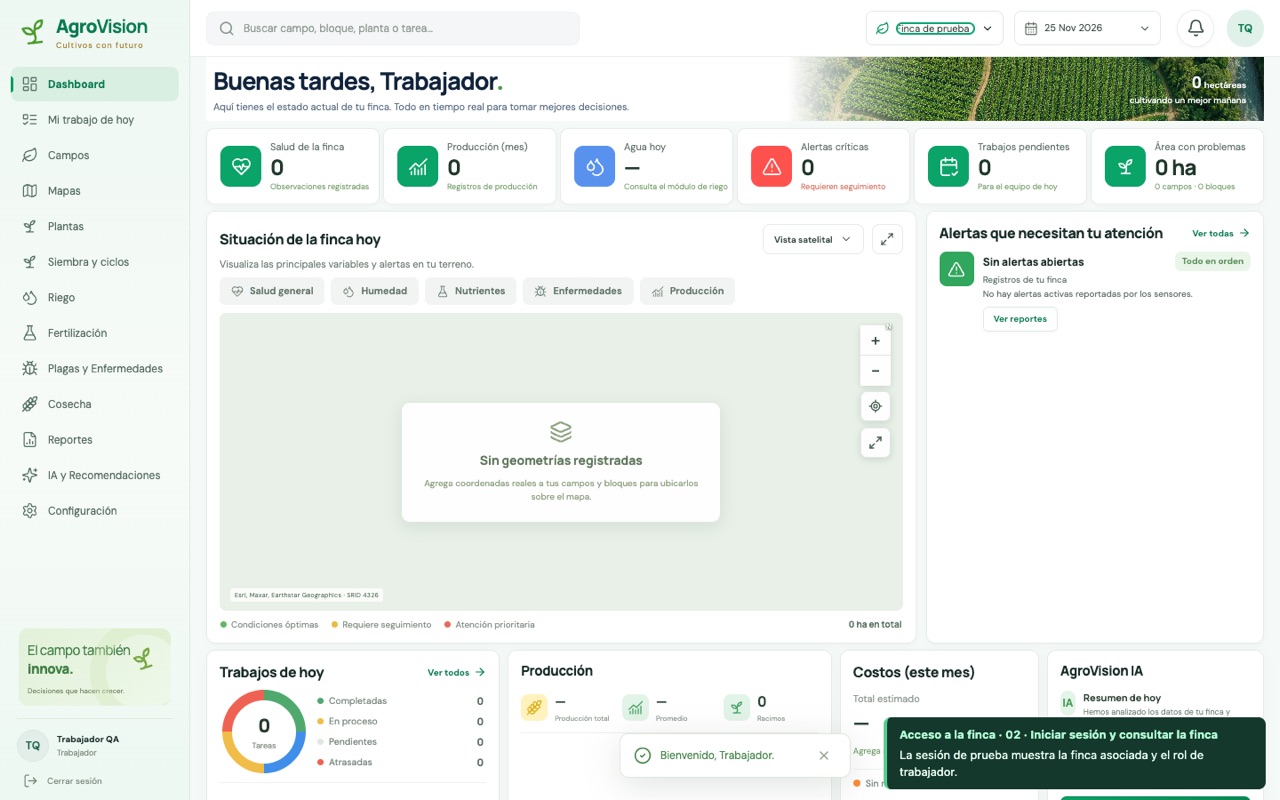 AgroVision
Cultivos con futuro
Dashboard
Mi trabajo de hoy
Campos
Mapas
Plantas
Siembra y ciclos
Riego
Fertilización
Plagas y Enfermedades
Cosecha
Reportes
IA y Recomendaciones
Configuración
El campo también
innova.
Decisiones que hacen crecer.
TQ
Trabajador QA
Trabajador
Cerrar sesión
Buscar campo, bloque, planta o tarea...
Finca de prueba
25 Nov 2026
TQ
Buenas tardes, Trabajador.
Aquí tienes el estado actual de tu finca. Todo en tiempo real para tomar mejores decisiones.
0 hectáreas
cultivando un mejor mañana
Salud de la finca
0
Observaciones registradas
Producción (mes)
0
Registros de producción
Agua hoy
—
Consulta el módulo de riego
Alertas críticas
0
Requieren seguimiento
Trabajos pendientes
0
Para el equipo de hoy
Área con problemas
0 ha
0 campos · 0 bloques
Situación de la finca hoy
Vista satelital
Visualiza las principales variables y alertas en tu terreno.
Salud general
Humedad
Nutrientes
Enfermedades
Producción
N
+
−
Sin geometrías registradas
Agrega coordenadas reales a tus campos y bloques para ubicarlos
sobre el mapa.
Esri, Maxar, Earthstar Geographics · SRID 4326
Condiciones óptimas
Requiere seguimiento
Atención prioritaria
0 ha en total
Alertas que necesitan tu atención
Ver todas
Sin alertas abiertas
Todo en orden
Registros de tu finca
No hay alertas activas reportadas por los sensores.
Ver reportes
Trabajos de hoy
Ver todos
0
Tareas
Completadas 0
En proceso 0
Pendientes 0
Atrasadas 0
Producción
—
Producción total
—
Promedio
0
Racimos
Costos (este mes)
Total estimado
—
Agrega
Sin
AgroVision IA
IA
Resumen de hoy
Hemos analizado los datos de tu finca y
Bienvenido, Trabajador.
Acceso a la finca · 02 · Iniciar sesión y consultar la finca
La sesión de prueba muestra la finca asociada y el rol de
trabajador.